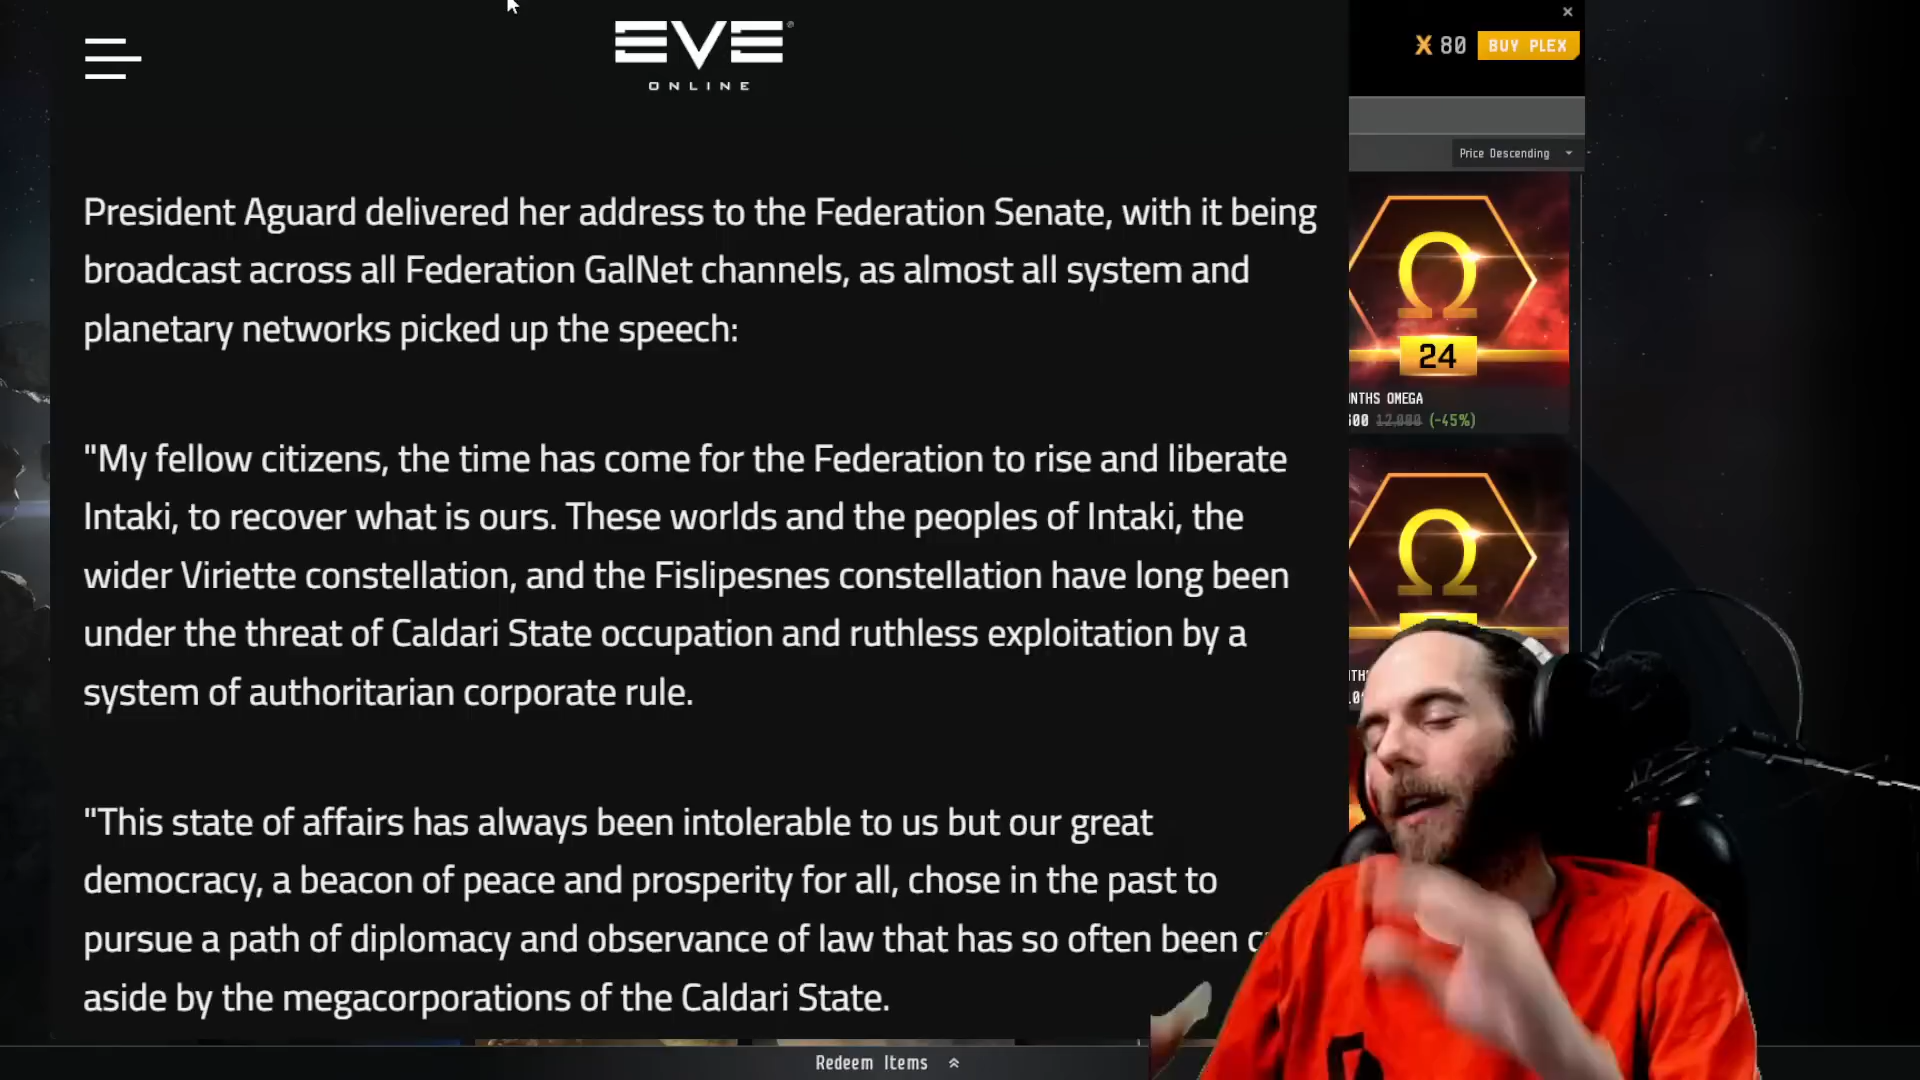 EVE
ONLINE
80
BUY PLEX
Price Descending
President Aguard delivered her address to the Federation Senate, with it being
broadcast across all Federation GalNet channels, as almost all system and
planetary networks picked up the speech:
24
NTHS OMEGA
600 12,000 (-45%)
"My fellow citizens, the time has come for the Federation to rise and liberate
Intaki, to recover what is ours. These worlds and the peoples of Intaki, the
wider Viriette constellation, and the Fislipesnes constellation have long been
under the threat of Caldari State occupation and ruthless exploitation by a
system of authoritarian corporate rule.
"This state of affairs has always been intolerable to us but our great
democracy, a beacon of peace and prosperity for all, chose in the past to
pursue a path of diplomacy and observance of law that has so often been
aside by the megacorporations of the Caldari State.
Redeem Items